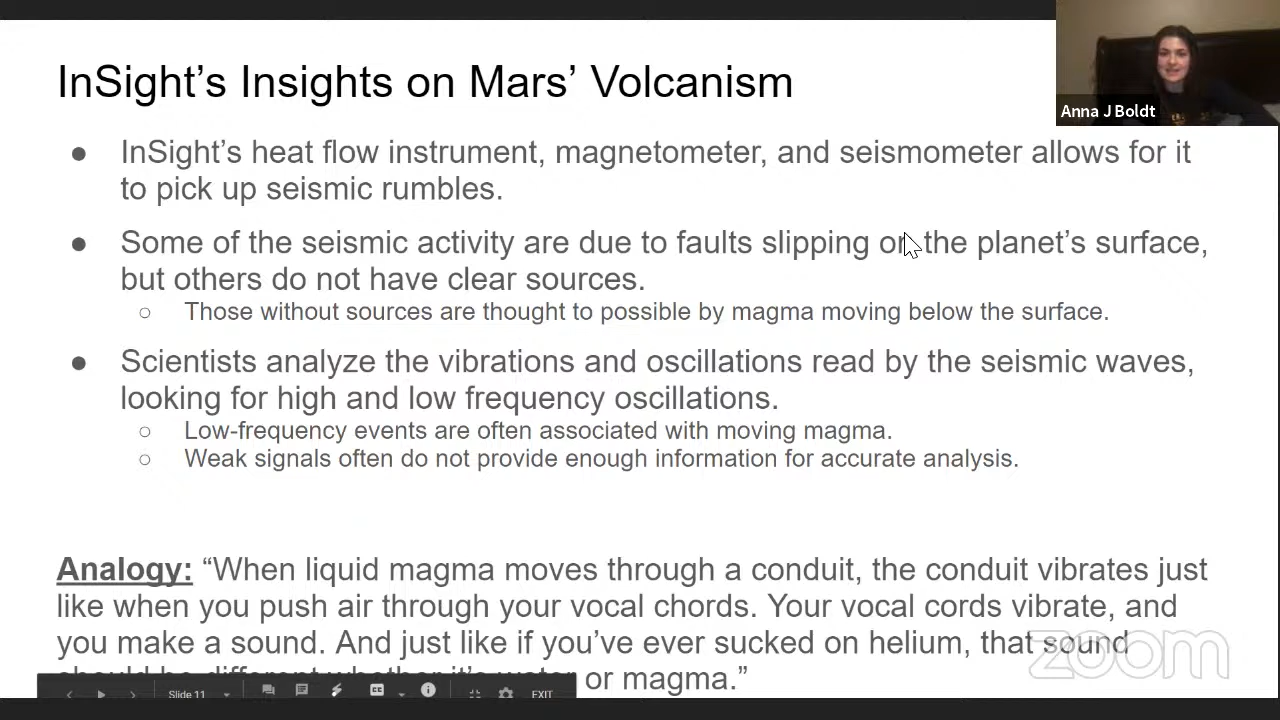 InSight’s Insights on Mars’ Volcanism
Anna J Boldt
● InSight’s heat flow instrument, magnetometer, and seismometer allows for it
to pick up seismic rumbles.
● Some of the seismic activity are due to faults slipping on the planet’s surface,
but others do not have clear sources.
○ Those without sources are thought to possible by magma moving below the surface.
● Scientists analyze the vibrations and oscillations read by the seismic waves,
looking for high and low frequency oscillations.
○ Low-frequency events are often associated with moving magma.
○ Weak signals often do not provide enough information for accurate analysis.
Analogy: “When liquid magma moves through a conduit, the conduit vibrates just
like when you push air through your vocal chords. Your vocal cords vibrate, and
you make a sound. And just like if you’ve ever sucked on helium, that sound
should be different whether it’s water or magma.”
zoom
Slide 11
CC
EXIT